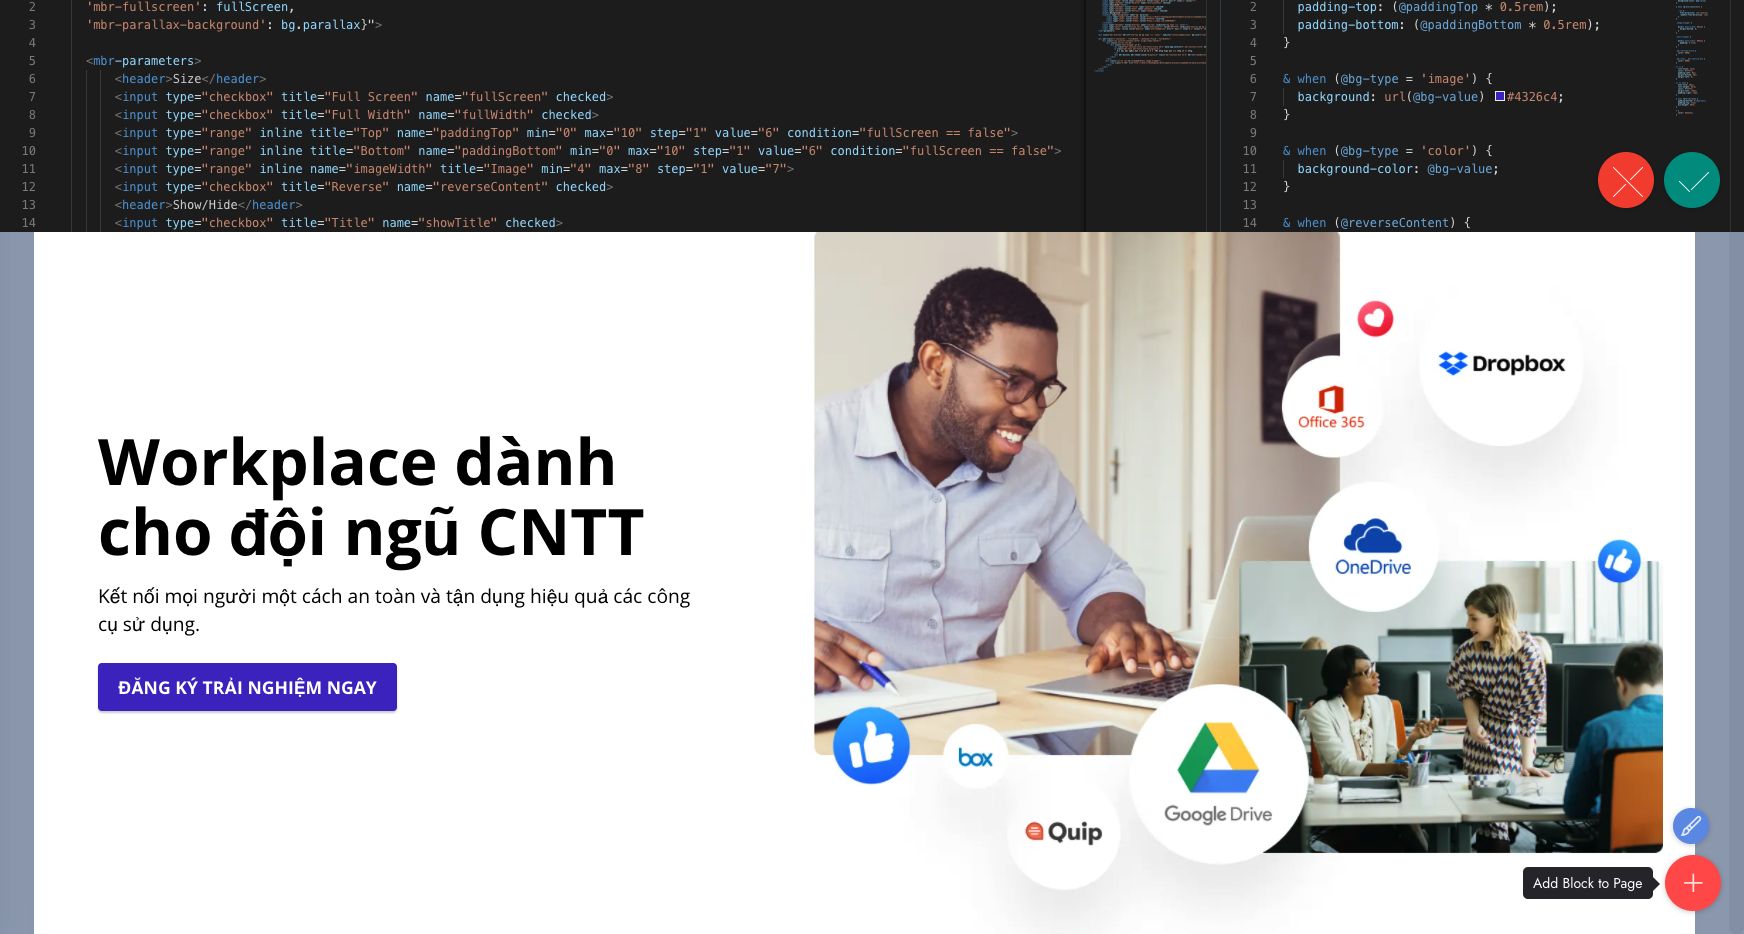 2 'mbr-fullscreen': fullScreen,
3 'mbr-parallax-background': bg.parallax}">
4
5 <mbr-parameters>
6 <header>Size</header>
7 <input type="checkbox" title="Full Screen" name="fullScreen" checked>
8 <input type="checkbox" title="Full Width" name="fullWidth" checked>
9 <input type="range" inline title="Top" name="paddingTop" min="0" max="10" step="1" value="6" condition="fullScreen == false">
10 <input type="range" inline title="Bottom" name="paddingBottom" min="0" max="10" step="1" value="6" condition="fullScreen == false">
11 <input type="range" inline name="imageWidth" title="Image" min="4" max="8" step="1" value="7">
12 <input type="checkbox" title="Reverse" name="reverseContent" checked>
13 <header>Show/Hide</header>
14 <input type="checkbox" title="Title" name="showTitle" checked>
2 padding-top: (@paddingTop * 0.5rem);
3 padding-bottom: (@paddingBottom * 0.5rem);
4 }
5
6 & when (@bg-type = 'image') {
7 background: url(@bg-value) #4326c4;
8 }
9
10 & when (@bg-type = 'color') {
11 background-color: @bg-value;
12 }
13
14 & when (@reverseContent) {
Workplace dành
cho đội ngũ CNTT
Kết nối mọi người một cách an toàn và tận dụng hiệu quả các công
cụ sử dụng.
ĐĂNG KÝ TRẢI NGHIỆM NGAY
Dropbox
Office 365
OneDrive
box
Google Drive
Quip
Add Block to Page